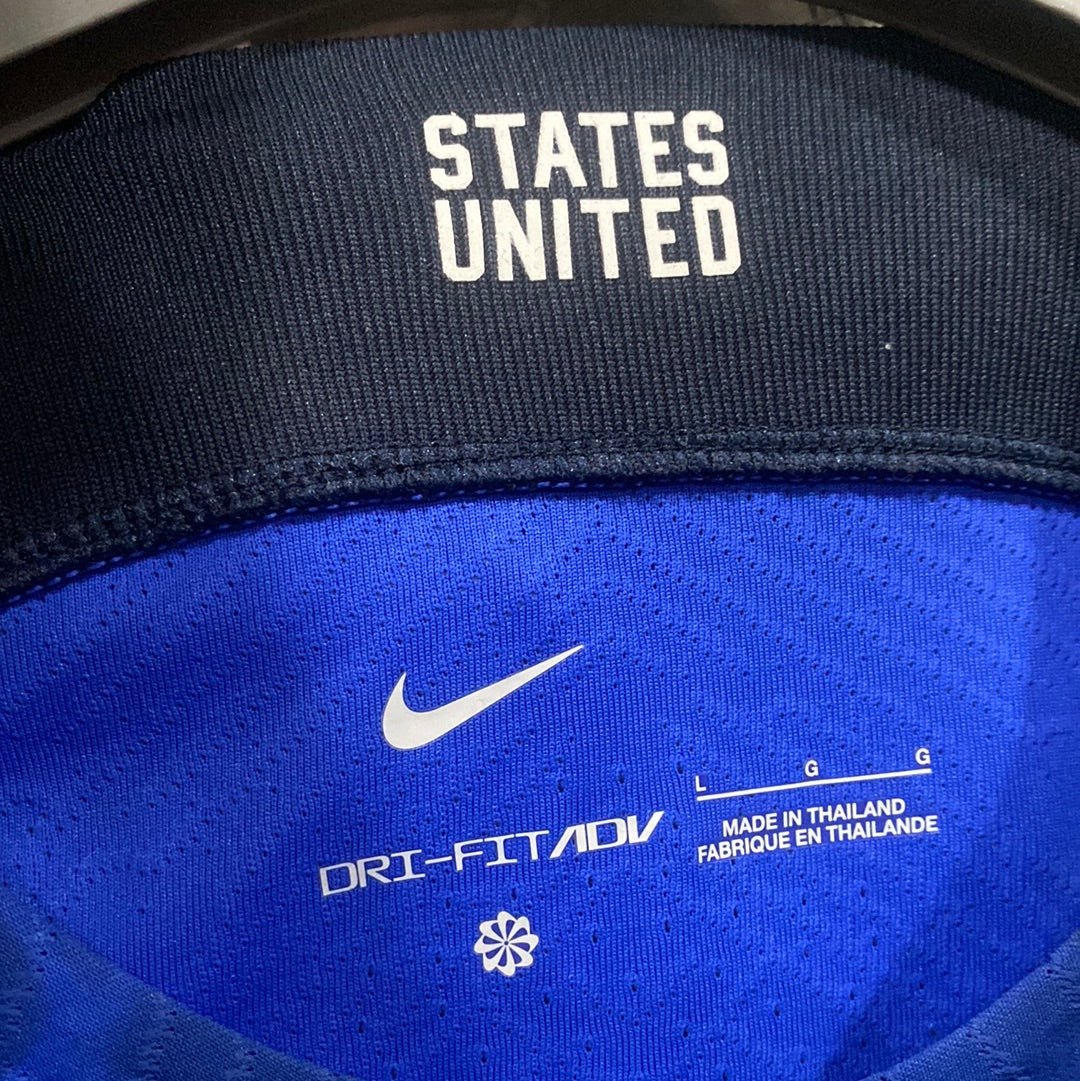 STATES
UNITED
L G G
DRI-FIT ADV
MADE IN THAILAND
FABRIQUE EN THAILANDE